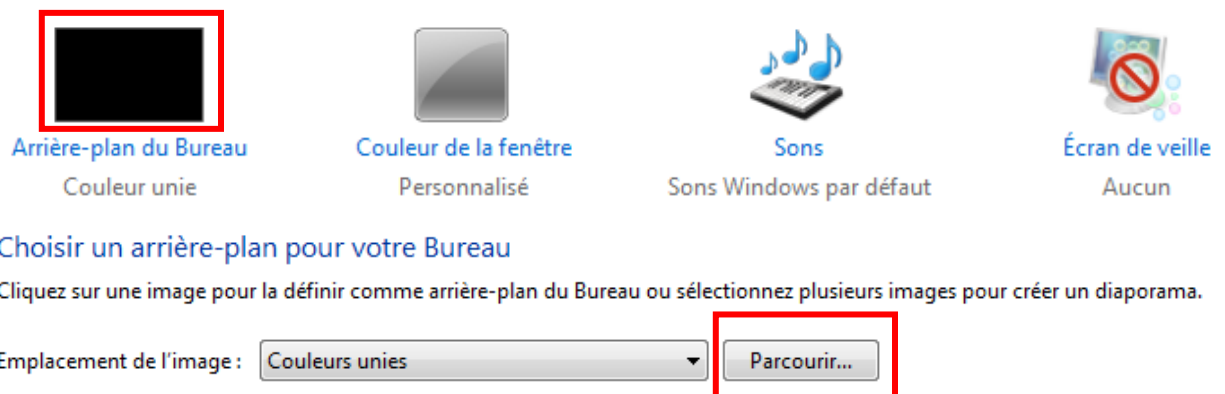 Arrière-plan du Bureau Couleur de la fenêtre Sons Écran de veille
Couleur unie Personnalisé Sons Windows par défaut Aucun
Choisir un arrière-plan pour votre Bureau
Cliquez sur une image pour la définir comme arrière-plan du Bureau ou sélectionnez plusieurs images pour créer un diaporama.
Emplacement de l'image : Couleurs unies Parcourir...